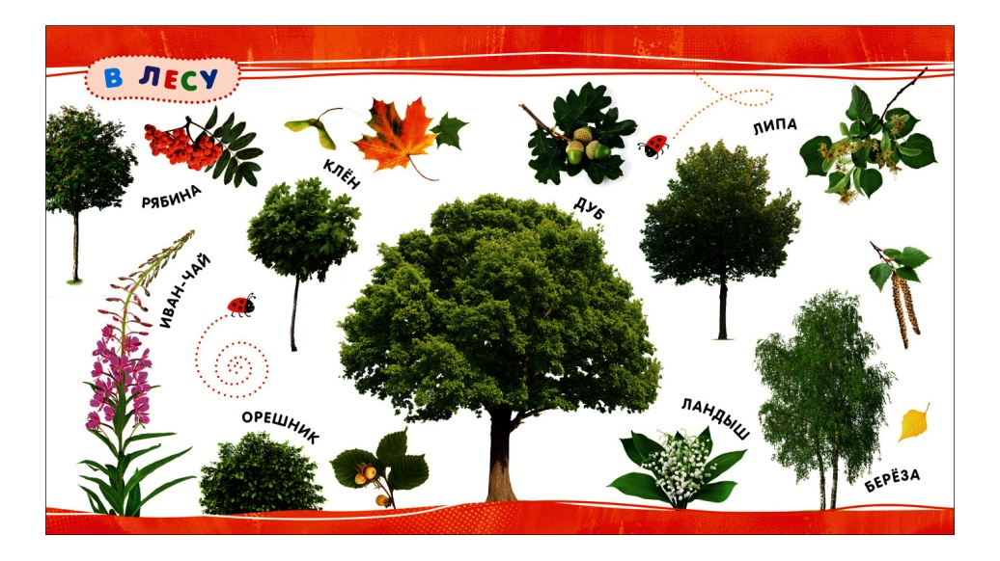 В ЛЕСУ
РЯБИНА
КЛЁН
ДУБ
ЛИПА
ИВАН-ЧАЙ
ОРЕШНИК
ЛАНДЫШ
БЕРЁЗА